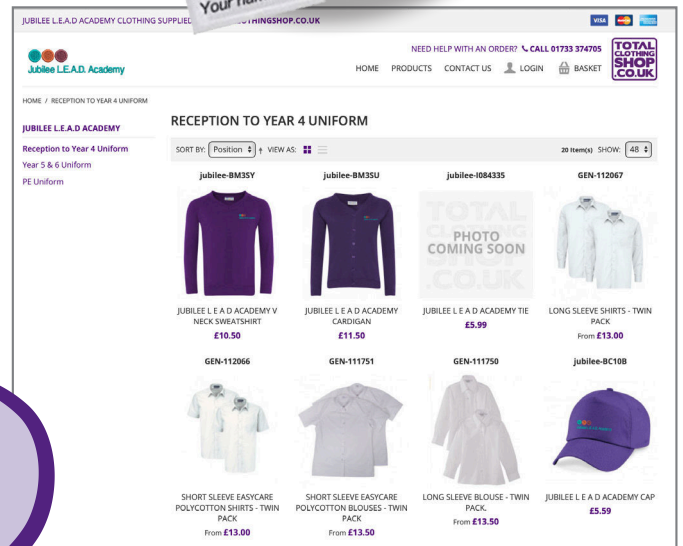 Your
JUBILEE L.E.A.D ACADEMY CLOTHING SUPPLIED OTHINGSHOP.CO.UK
VISA
Jubilee L.E.A.D. Academy
NEED HELP WITH AN ORDER? CALL 01733 374705
HOME PRODUCTS CONTACT US LOGIN BASKET
TOTAL
CLOTHING
SHOP
.CO.UK
HOME / RECEPTION TO YEAR 4 UNIFORM
JUBILEE L.E.A.D ACADEMY
Reception to Year 4 Uniform
Year 5 & 6 Uniform
PE Uniform
RECEPTION TO YEAR 4 UNIFORM
SORT BY: Position VIEW AS: 20 Item(s) SHOW: 48
jubilee-BM3SY jubilee-BM3SU jubilee-I084335 GEN-112067
TOTAL
CLOTHING
SHOP
.CO.UK
PHOTO
COMING SOON
JUBILEE L E A D ACADEMY V
NECK SWEATSHIRT
£10.50
JUBILEE L E A D ACADEMY
CARDIGAN
£11.50
JUBILEE L E A D ACADEMY TIE
£5.99
LONG SLEEVE SHIRTS - TWIN
PACK
From £13.00
GEN-112066 GEN-111751 GEN-111750 jubilee-BC10B
SHORT SLEEVE EASYCARE
POLYCOTTON SHIRTS - TWIN
PACK
From £13.00
SHORT SLEEVE EASYCARE
POLYCOTTON BLOUSES - TWIN
PACK
From £13.50
LONG SLEEVE BLOUSE - TWIN
PACK.
From £13.50
JUBILEE L E A D ACADEMY CAP
£5.59